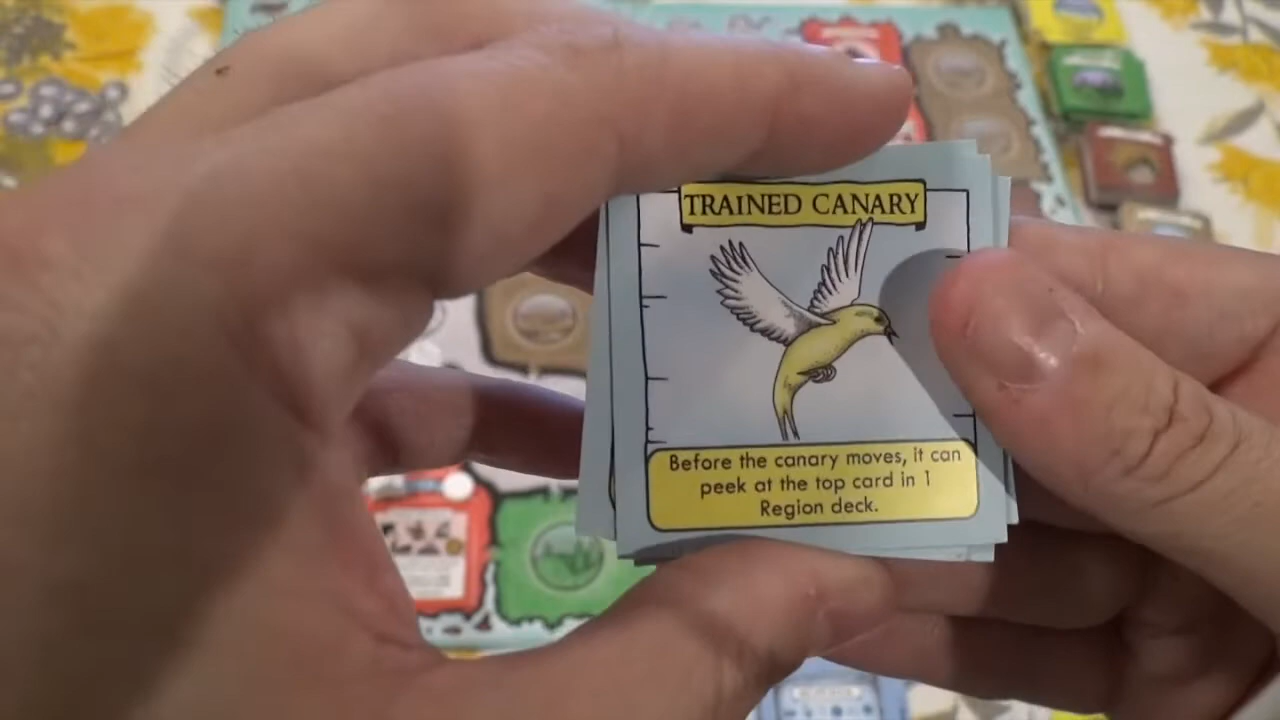 TRAINED CANARY
Before the canary moves, it can
peek at the top card in 1
Region deck.